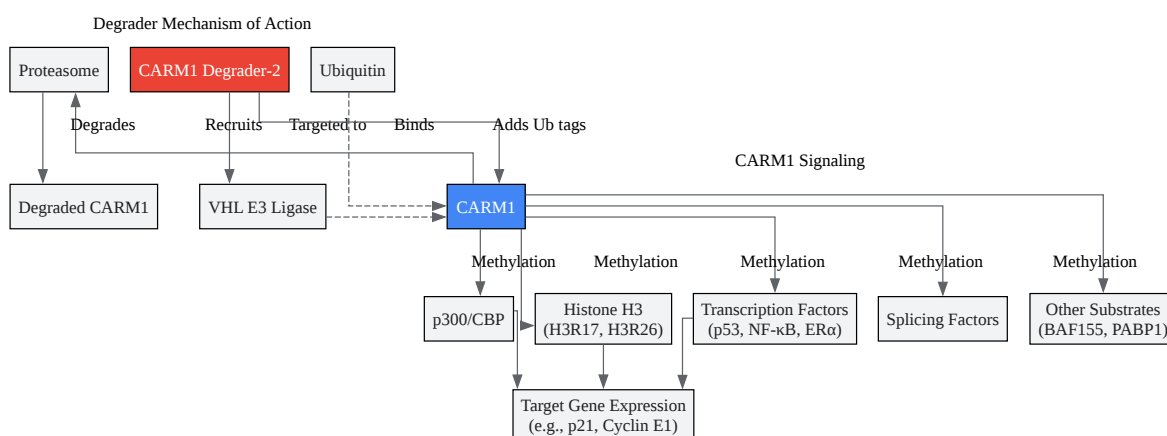 Degrader Mechanism of Action
Proteasome
CARM1 Degrader-2
Ubiquitin
Degrades
Recruits
Targeted to
Binds
Adds Ub tags
CARM1 Signaling
Degraded CARM1
VHL E3 Ligase
CARM1
Methylation
Methylation
Methylation
Methylation
Methylation
p300/CBP
Histone H3
(H3R17, H3R26)
Transcription Factors
(p53, NF-κB, ERα)
Splicing Factors
Other Substrates
(BAF155, PABP1)
Target Gene Expression
(e.g., p21, Cyclin E1)